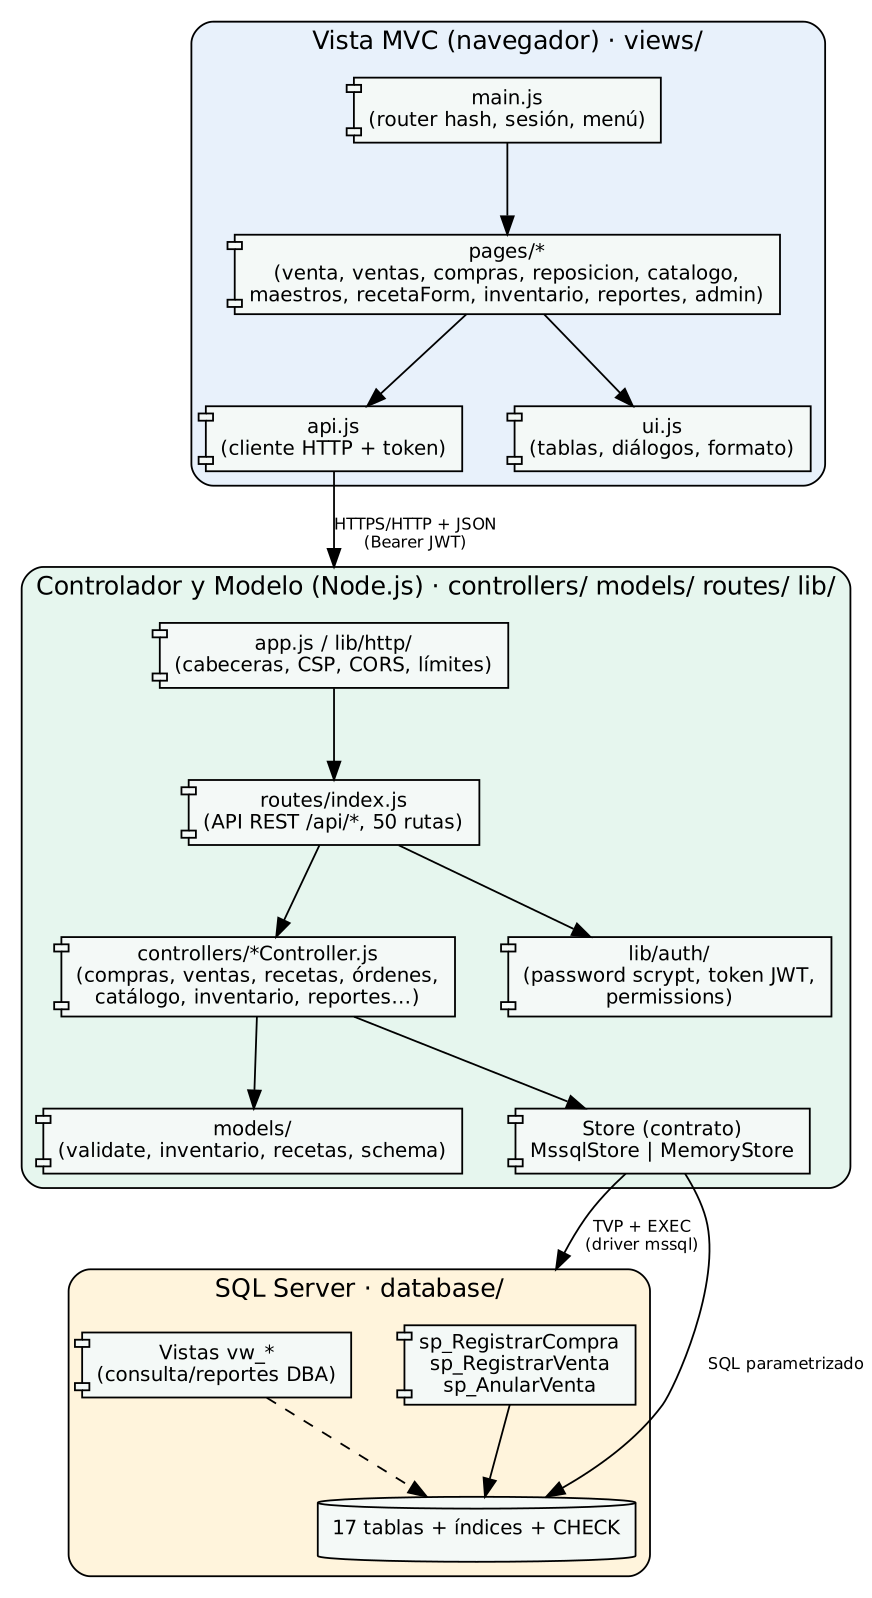 Vista MVC (navegador) · views/
main.js
(router hash, sesión, menú)
pages/*
(venta, ventas, compras, reposicion, catalogo,
maestros, recetaForm, inventario, reportes, admin)
api.js
(cliente HTTP + token)
ui.js
(tablas, diálogos, formato)
HTTPS/HTTP + JSON
(Bearer JWT)
Controlador y Modelo (Node.js) · controllers/ models/ routes/ lib/
app.js / lib/http/
(cabeceras, CSP, CORS, límites)
routes/index.js
(API REST /api/*, 50 rutas)
controllers/*Controller.js
(compras, ventas, recetas, órdenes,
catálogo, inventario, reportes…)
lib/auth/
(password scrypt, token JWT,
permissions)
models/
(validate, inventario, recetas, schema)
Store (contrato)
MssqlStore | MemoryStore
TVP + EXEC
(driver mssql)
SQL Server · database/
Vistas vw_*
(consulta/reportes DBA)
sp_RegistrarCompra
sp_RegistrarVenta
sp_AnularVenta
SQL parametrizado
17 tablas + índices + CHECK